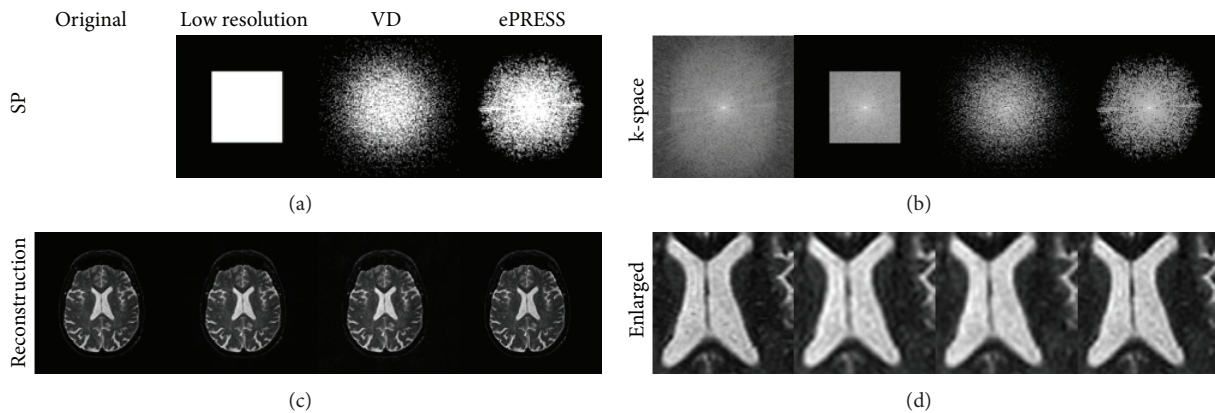 Original
Low resolution
VD
ePRESS
SP
k-space
(a)
(b)
Reconstruction
Enlarged
(c)
(d)